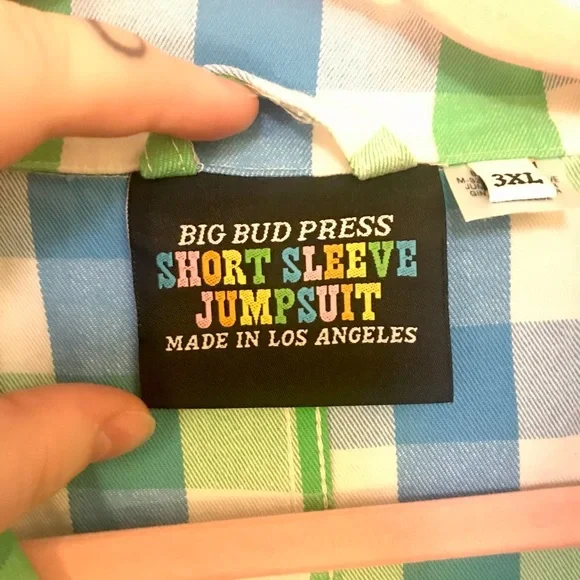 BIG BUD PRESS
SHORT SLEEVE
JUMPSUIT
MADE IN LOS ANGELES
3XL